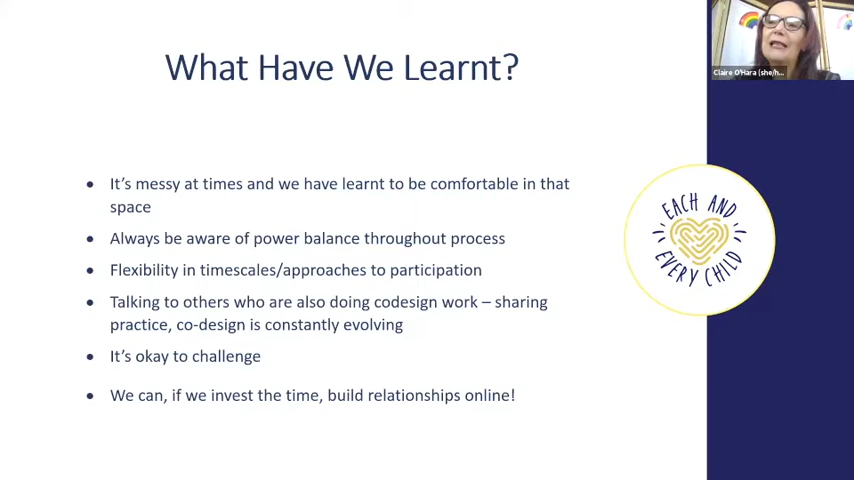 What Have We Learnt?
Claire O'Hara (she/h...
• It's messy at times and we have learnt to be comfortable in that
space
• Always be aware of power balance throughout process
• Flexibility in timescales/approaches to participation
• Talking to others who are also doing codesign work – sharing
practice, co-design is constantly evolving
• It's okay to challenge
• We can, if we invest the time, build relationships online!
EACH AND
EVERY CHILD